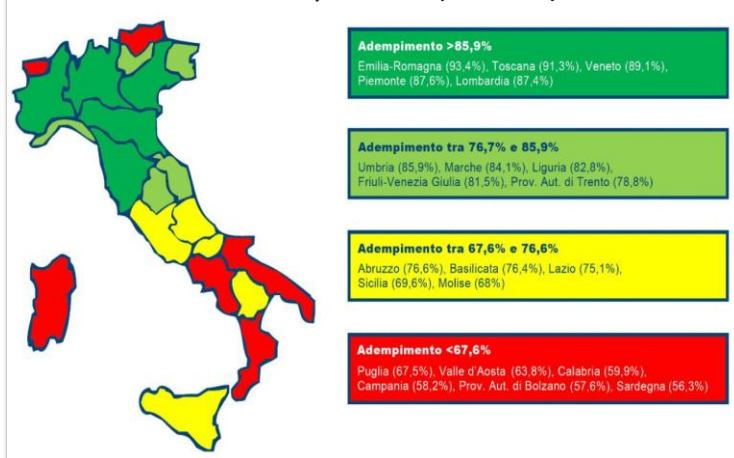 Adempimento >85,9%
Emilia-Romagna (93,4%), Toscana (91,3%), Veneto (89,1%),
Piemonte (87,6%), Lombardia (87,4%)
Adempimento tra 76,7% e 85,9%
Umbria (85,9%), Marche (84,1%), Liguria (82,8%),
Friuli-Venezia Giulia (81,5%), Prov. Aut. di Trento (78,8%)
Adempimento tra 67,6% e 76,6%
Abruzzo (76,6%), Basilicata (76,4%), Lazio (75,1%),
Sicilia (69,6%), Molise (68%)
Adempimento <67,6%
Puglia (67,5%), Valle d'Aosta (63,8%), Calabria (59,9%),
Campania (58,2%), Prov. Aut. di Bolzano (57,6%), Sardegna (56,3%)